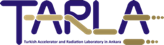 TARLA
Turkish Accelerator and Radiation Laboratory in Ankara